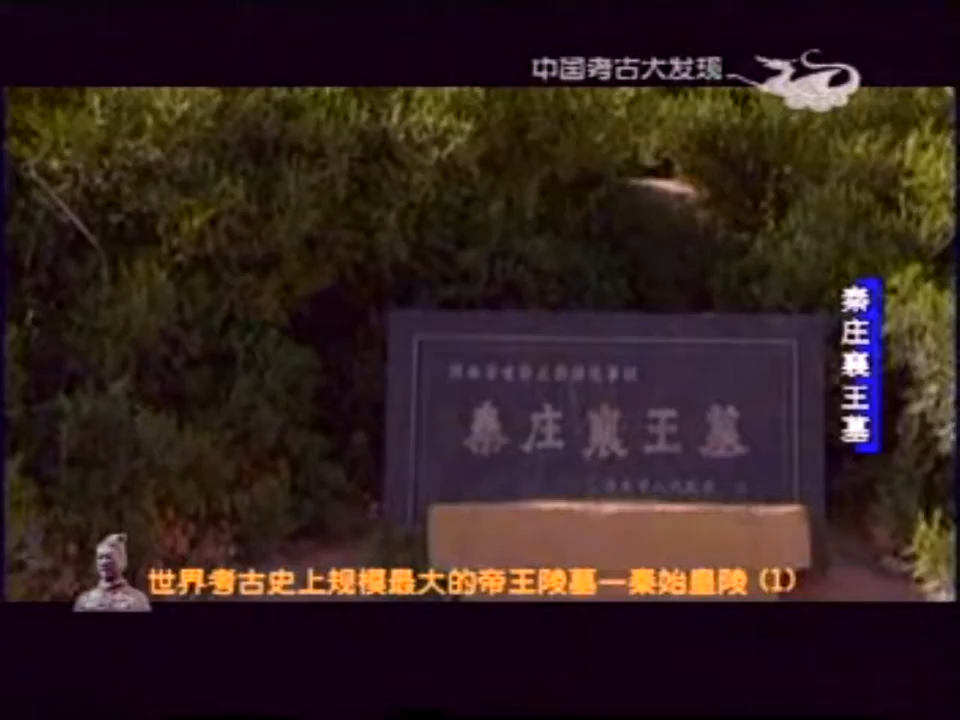 中国考古大发现
秦庄襄王墓
秦庄襄王墓
世界考古史上规模最大的帝王陵墓—秦始皇陵(1)